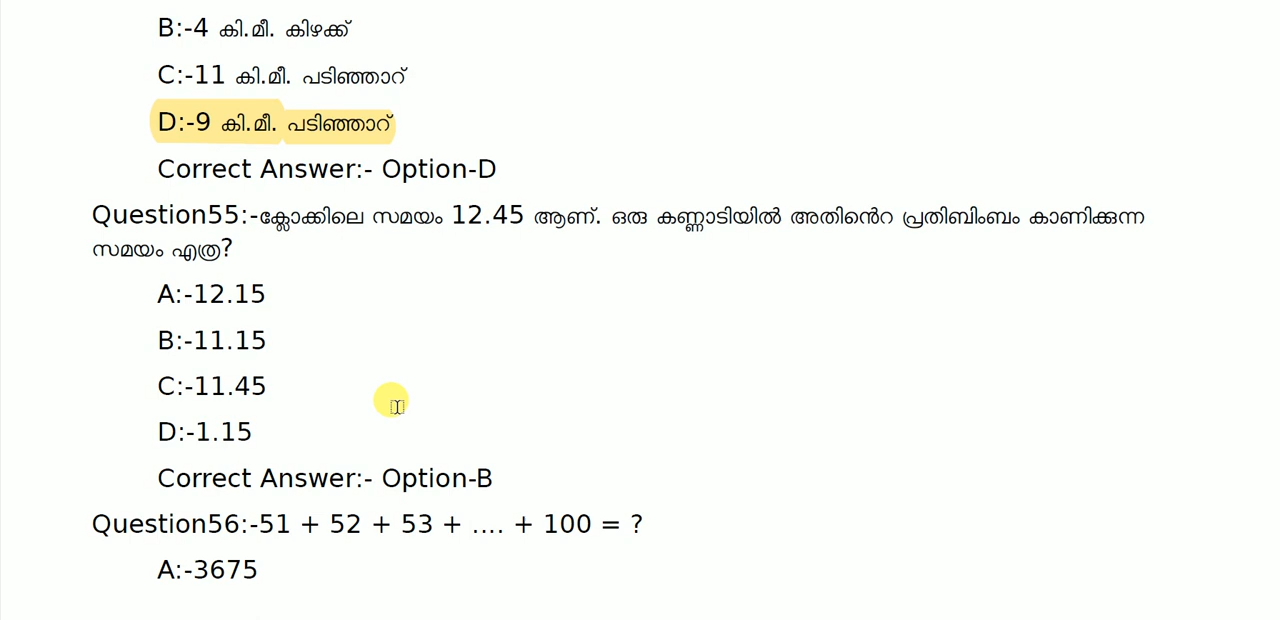 B:-4 കി.മീ. കിഴക്ക്
C:-11 കി.മീ. പടിഞ്ഞാറ്
D:-9 കി.മീ. പടിഞ്ഞാറ്
Correct Answer:- Option-D
Question55:-ക്ലോക്കിലെ സമയം 12.45 ആണ്. ഒരു കണ്ണാടിയിൽ അതിൻെറ പ്രതിബിംബം കാണിക്കുന്ന
സമയം എത്ര?
A:-12.15
B:-11.15
C:-11.45
D:-1.15
Correct Answer:- Option-B
Question56:-51 + 52 + 53 + .... + 100 = ?
A:-3675